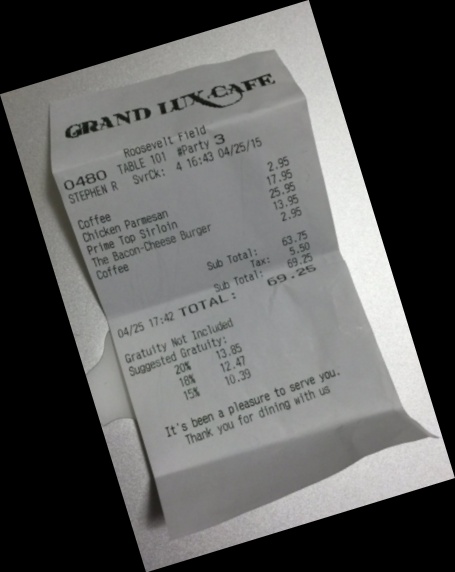 GRAND LUX CAFE
Roosevelt Field
0480 TABLE 101 #Party 3
STEPHEN R SvrCk: 4 16:43 04/25/15
Coffee 2.95
Chicken Parmesan 17.95
Prime Top Sirloin 25.95
The Bacon-Cheese Burger 13.95
Coffee 2.95
Sub Total: 63.75
Tax: 5.50
Sub Total: 69.25
04/25 17:42 TOTAL: 69.25
Gratuity Not Included
Suggested Gratuity:
20% 13.85
18% 12.47
15% 10.39
It's been a pleasure to serve you.
Thank you for dining with us